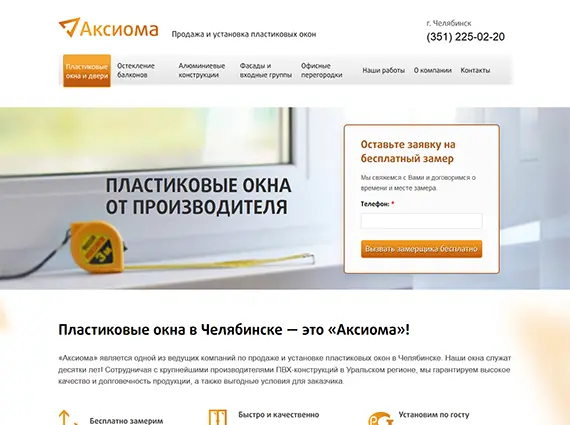 Аксиома
Продажа и установка пластиковых окон
г. Челябинск
(351) 225-02-20
Пластиковые
окна и двери
Остекление
балконов
Алюминиевые
конструкции
Фасады и
входные группы
Офисные
перегородки
Наши работы
О компании
Контакты
ПЛАСТИКОВЫЕ ОКНА
ОТ ПРОИЗВОДИТЕЛЯ
3м
Оставьте заявку на
бесплатный замер
Мы свяжемся с Вами и договоримся о
времени и месте замера.
Телефон: *
Вызвать замерщика бесплатно
Пластиковые окна в Челябинске — это «Аксиома»!
«Аксиома» является одной из ведущих компаний по продаже и установке пластиковых окон в Челябинске. Наши окна служат
десятки лет! Сотрудничая с крупнейшими производителями ПВХ-конструкций в Уральском регионе, мы гарантируем высокое
качество и долговечность продукции, а также выгодные условия для заказчика.
Бесплатно замерим
Быстро и качественно
Установим по госту